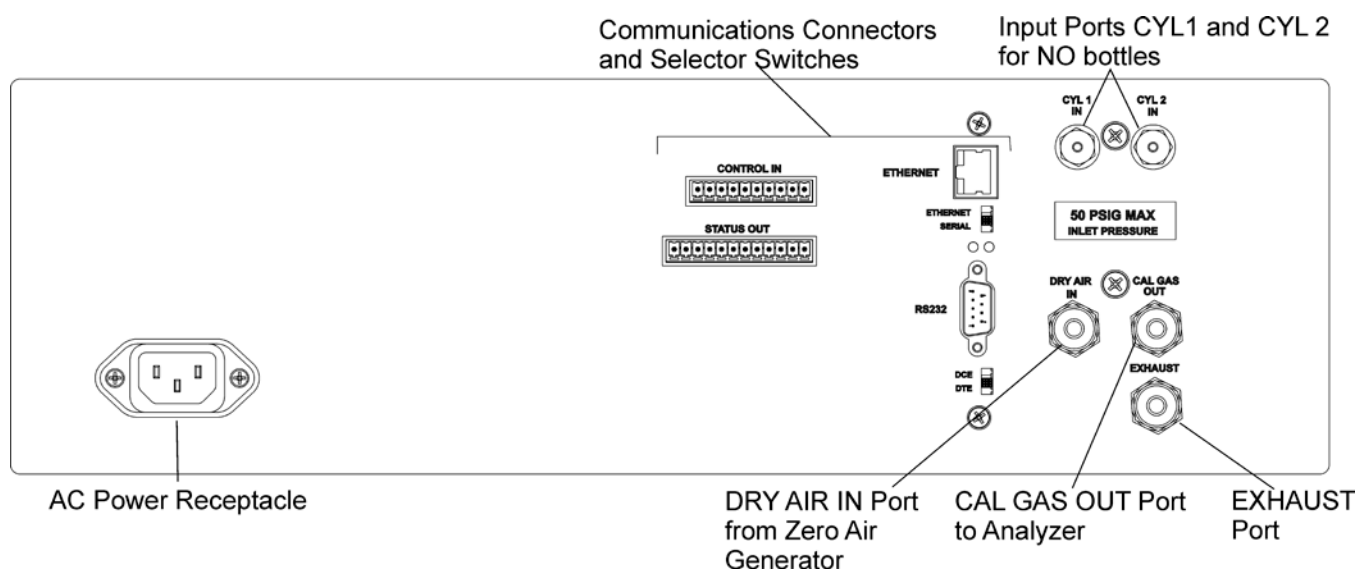 Communications Connectors
and Selector Switches
Input Ports CYL1 and CYL 2
for NO bottles
CYL 1
IN
CYL 2
IN
CONTROL IN
ETHERNET
ETHERNET
SERIAL
50 PSIG MAX
INLET PRESSURE
STATUS OUT
DRY AIR
IN
CAL GAS
OUT
RS232
EXHAUST
DCE
DTE
AC Power Receptacle
DRY AIR IN Port
from Zero Air
Generator
CAL GAS OUT Port
to Analyzer
EXHAUST
Port